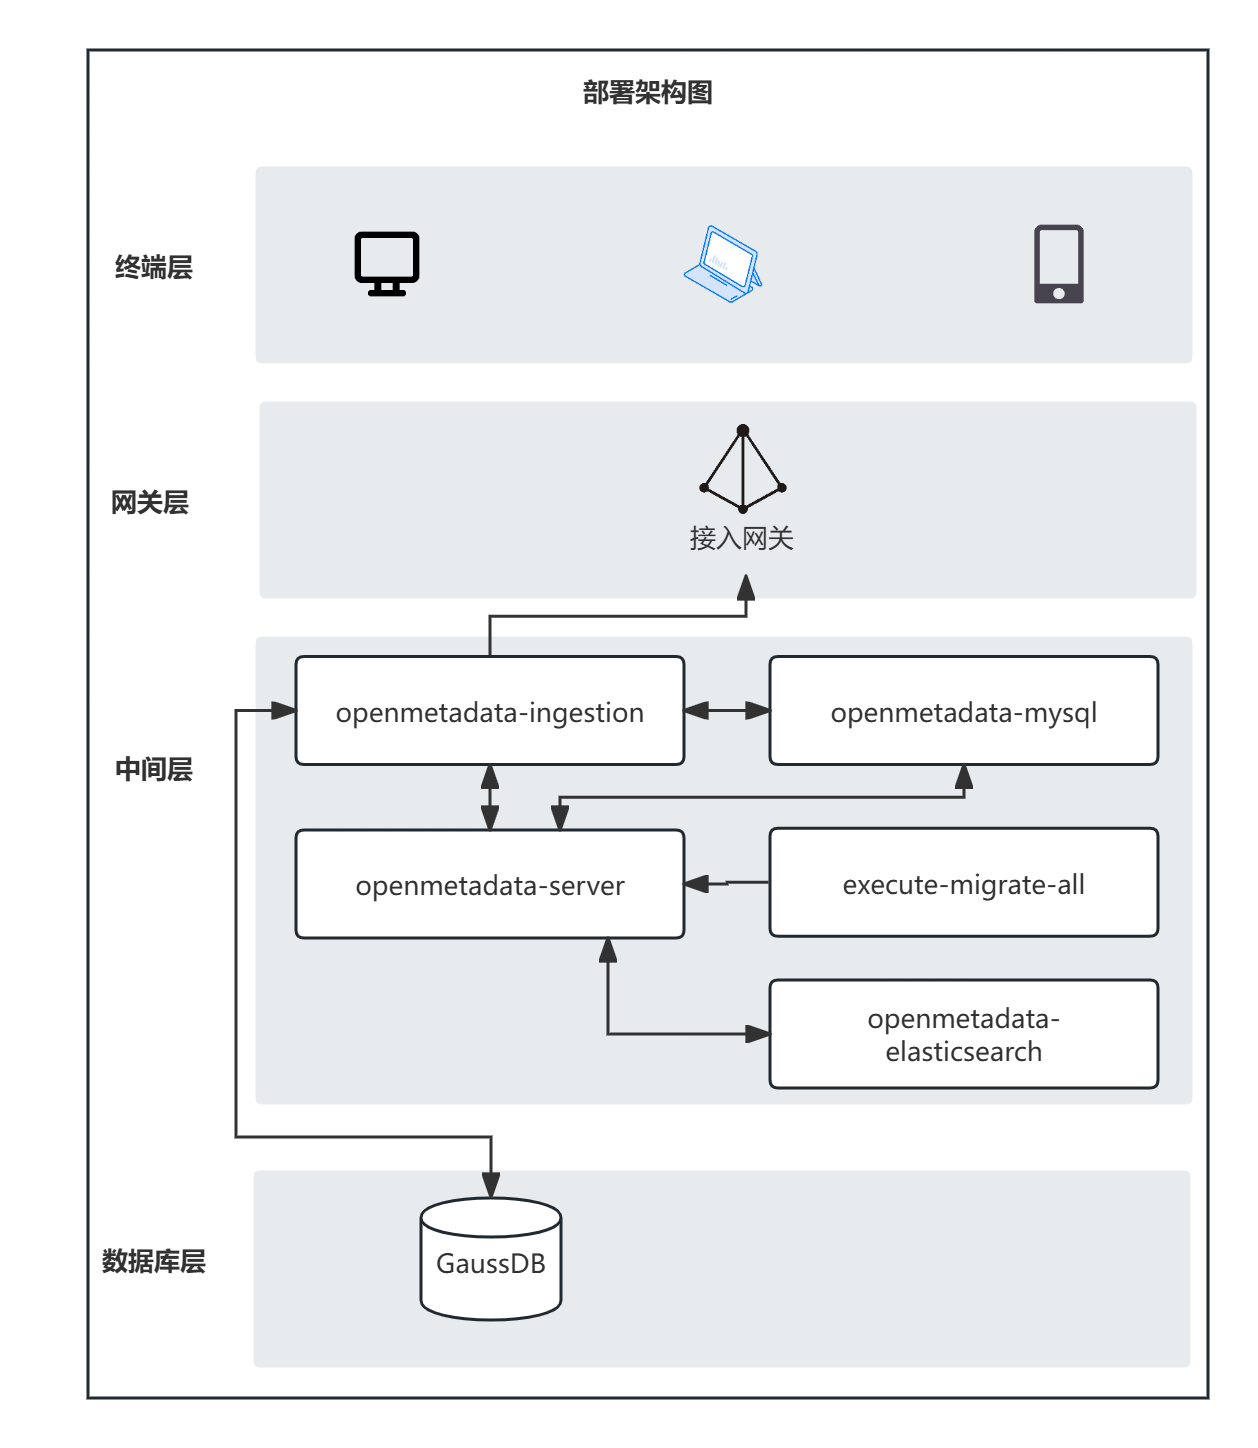 部署架构图
终端层
网关层
接入网关
中间层
openmetadata-ingestion
openmetadata-mysql
openmetadata-server
execute-migrate-all
openmetadata-
elasticsearch
数据库层
GaussDB